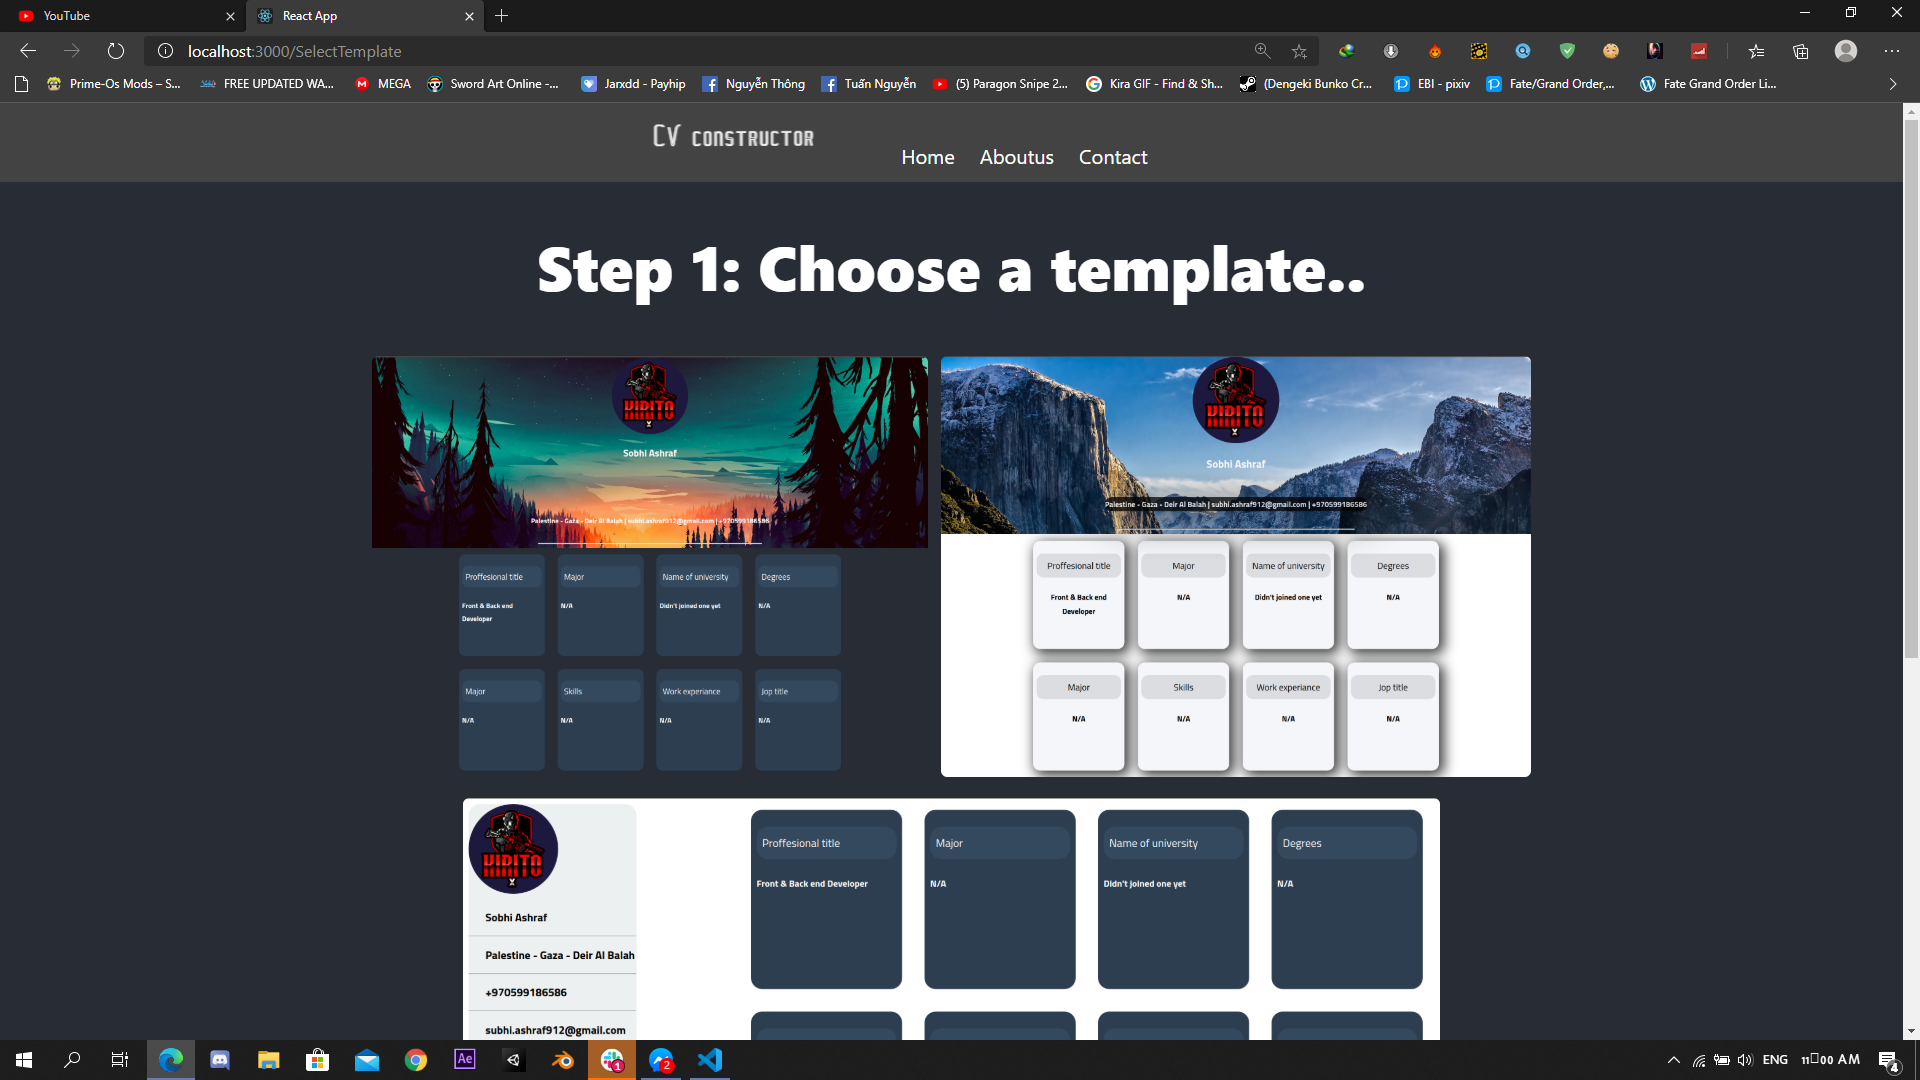 YouTube
React App
localhost:3000/SelectTemplate
Prime-Os Mods – S...
FREE UPDATED WA...
MEGA
Sword Art Online -...
Jarxdd - Payhip
Nguyễn Thông
Tuấn Nguyễn
(5) Paragon Snipe 2...
Kira GIF - Find & Sh...
(Dengeki Bunko Cr...
EBI - pixiv
Fate/Grand Order,...
Fate Grand Order Li...
CV CONSTRUCTOR
Home Aboutus Contact
Step 1: Choose a template..
KIRITO
Sobhi Ashraf
Palestine - Gaza - Deir Al Balah | subhi.ashraf912@gmail.com | +970599186586
Proffesional title
Major
Name of university
Degrees
Front & Back end
Developer
N/A
Didn't joined one yet
N/A
Major
Skills
Work experiance
Jop title
N/A
N/A
N/A
N/A
KIRITO
Sobhi Ashraf
Palestine - Gaza - Deir Al Balah | subhi.ashraf912@gmail.com | +970599186586
Proffesional title
Major
Name of university
Degrees
Front & Back end
Developer
N/A
Didn't joined one yet
N/A
Major
Skills
Work experiance
Jop title
N/A
N/A
N/A
N/A
KIRITO
Sobhi Ashraf
Palestine - Gaza - Deir Al Balah
+970599186586
subhi.ashraf912@gmail.com
Proffesional title
Major
Name of university
Degrees
Front & Back end Developer
N/A
Didn't joined one yet
N/A
Ae
1
2
ENG
11:00 AM
4